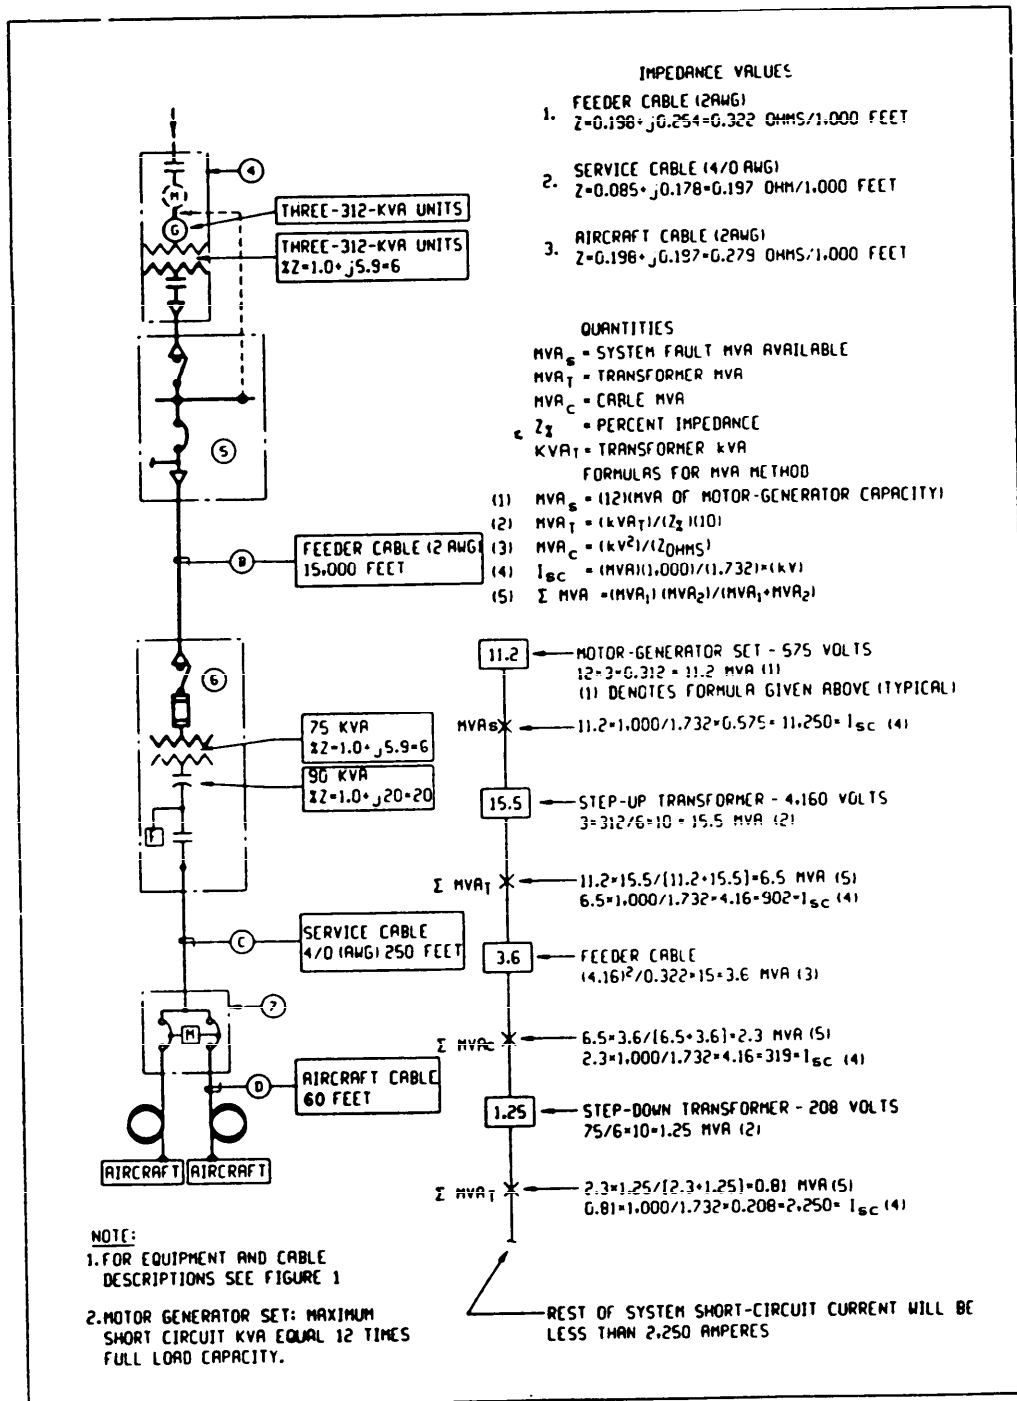 IMPEDANCE VALUES
1. FEEDER CABLE (2AWG)
Z=0.198+j0.254=0.322 OHMS/1,000 FEET
2. SERVICE CABLE (4/0 AWG)
Z=0.085+j0.178=0.197 OHM/1,000 FEET
3. AIRCRAFT CABLE (2AWG)
Z=0.198+j0.197=0.279 OHMS/1,000 FEET
4
M
G
THREE-312-KVA UNITS
THREE-312-KVA UNITS
%Z=1.0+j5.9=6
5
QUANTITIES
MVAs = SYSTEM FAULT MVA AVAILABLE
MVAT = TRANSFORMER MVA
MVAC = CABLE MVA
Z% = PERCENT IMPEDANCE
KVAT = TRANSFORMER kVA
FORMULAS FOR MVA METHOD
(1) MVAs = (12)(MVA OF MOTOR-GENERATOR CAPACITY)
(2) MVAT = (kVAT)/(Z%)(10)
(3) MVAC = (kV²)/(ZOHMS)
(4) Isc = (MVA)(1,000)/(1.732)*(kV)
(5) Σ MVA =(MVA1)(MVA2)/(MVA1+MVA2)
B
FEEDER CABLE (2 AWG)
15,000 FEET
6
75 KVA
%Z=1.0+j5.9=6
90 KVA
%Z=1.0+j20=20
F
C
SERVICE CABLE
4/0 (AWG) 250 FEET
7
M
D
AIRCRAFT CABLE
60 FEET
AIRCRAFT
AIRCRAFT
11.2
MOTOR-GENERATOR SET - 575 VOLTS
12*3*0.312 = 11.2 MVA (1)
(1) DENOTES FORMULA GIVEN ABOVE (TYPICAL)
MVAs
11.2*1,000/1.732*0.575= 11,250= Isc (4)
15.5
STEP-UP TRANSFORMER - 4,160 VOLTS
3*312/6*10 = 15.5 MVA (2)
Σ MVAT
11.2*15.5/[11.2+15.5]=6.5 MVA (5)
6.5*1,000/1.732*4.16=902=Isc (4)
3.6
FEEDER CABLE
(4.16)²/0.322*15=3.6 MVA (3)
Σ MVAC
6.5*3.6/[6.5+3.6]=2.3 MVA (5)
2.3*1,000/1.732*4.16=319=Isc (4)
1.25
STEP-DOWN TRANSFORMER - 208 VOLTS
75/6*10=1.25 MVA (2)
Σ MVAT
2.3*1.25/[2.3+1.25]=0.81 MVA (5)
0.81*1,000/1.732*0.208=2,250= Isc (4)
REST OF SYSTEM SHORT-CIRCUIT CURRENT WILL BE
LESS THAN 2,250 AMPERES
NOTE:
1. FOR EQUIPMENT AND CABLE
DESCRIPTIONS SEE FIGURE 1
2. MOTOR GENERATOR SET: MAXIMUM
SHORT CIRCUIT KVA EQUAL 12 TIMES
FULL LOAD CAPACITY.